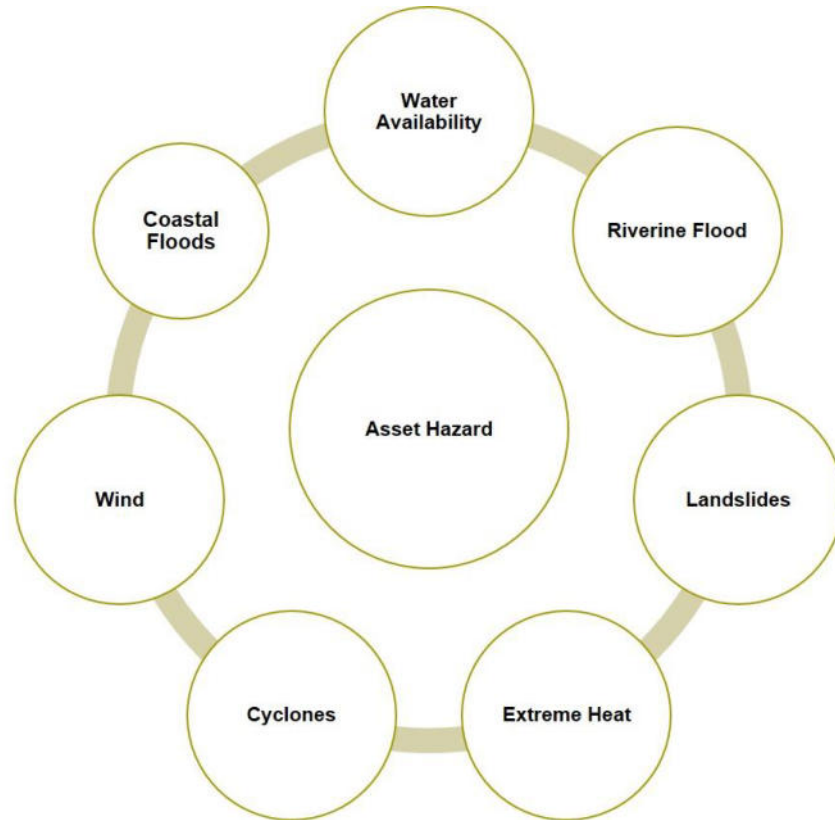 Water
Availability
Riverine Flood
Landslides
Extreme Heat
Cyclones
Wind
Coastal
Floods
Asset Hazard